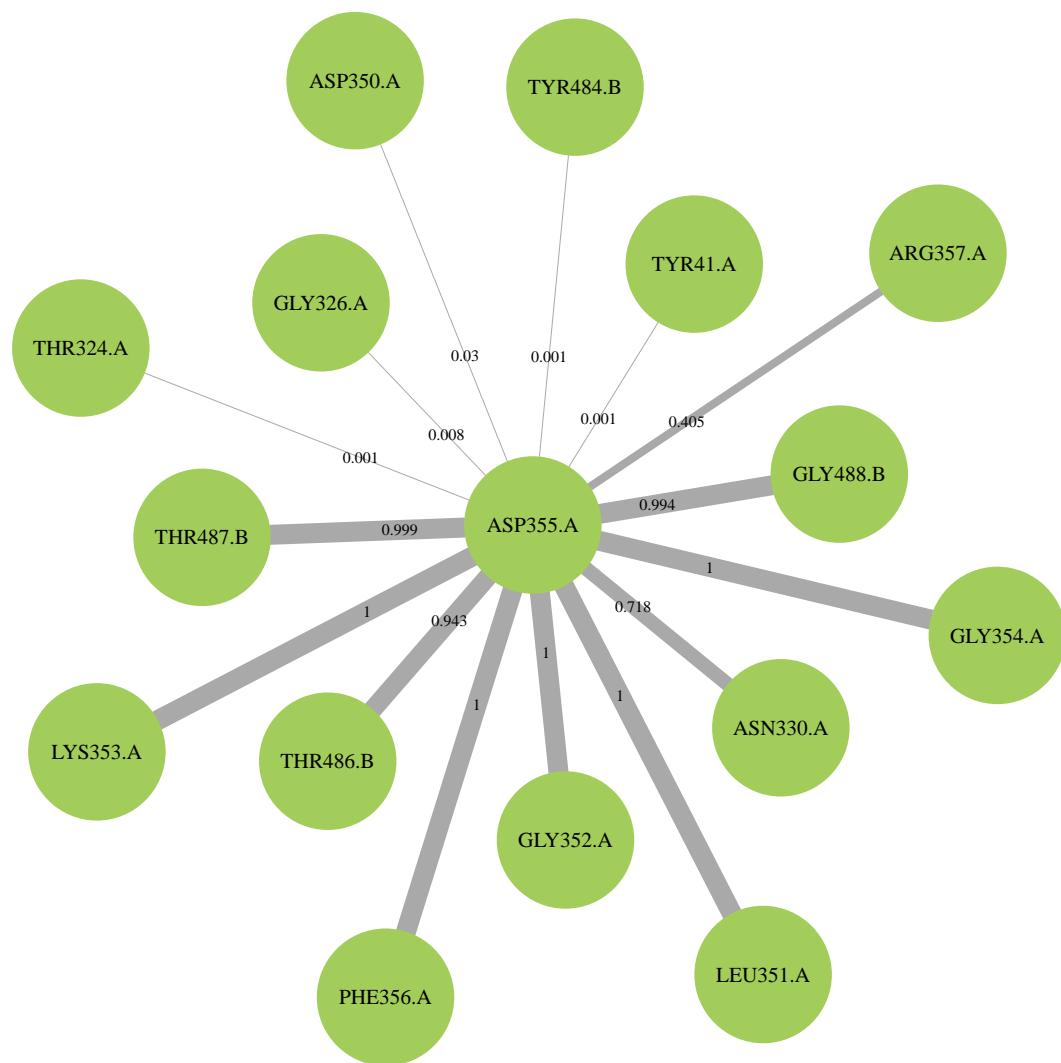 ASP350.A
TYR484.B
ARG357.A
TYR41.A
GLY326.A
THR324.A
0.03
0.001
0.001
0.405
0.008
0.001
GLY488.B
0.994
ASP355.A
0.999
THR487.B
1
GLY354.A
0.718
1
0.943
1
1
1
ASN330.A
LYS353.A
THR486.B
GLY352.A
LEU351.A
PHE356.A